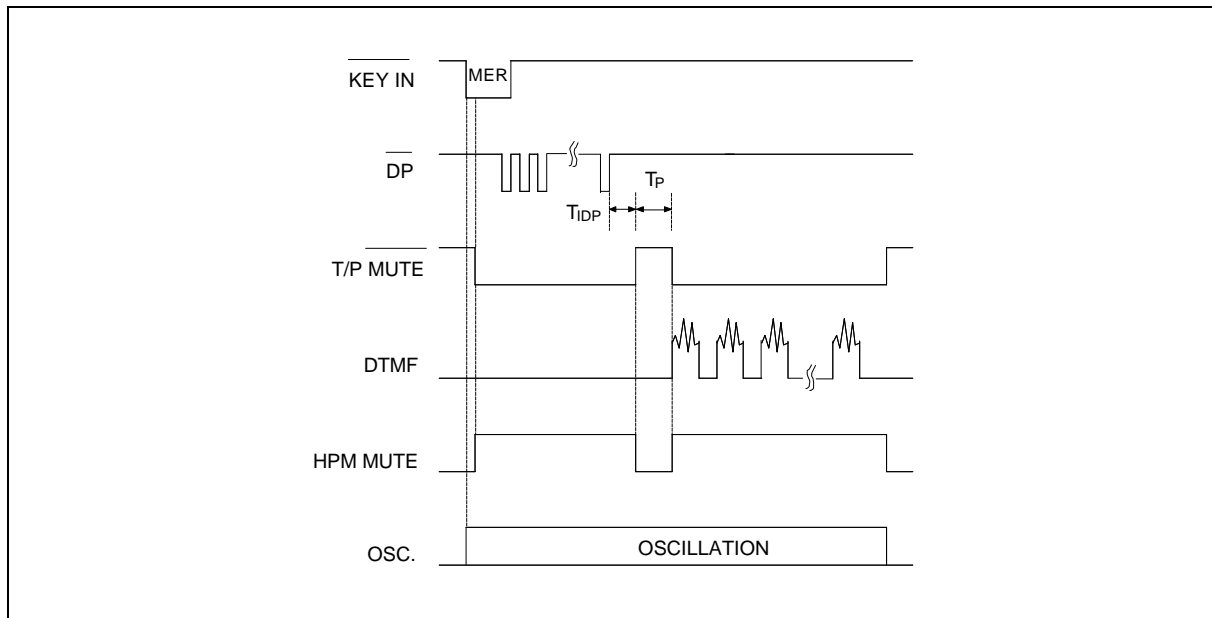 KEY IN
MER
DP
TP
TIDP
T/P MUTE
DTMF
HPM MUTE
OSC.
OSCILLATION